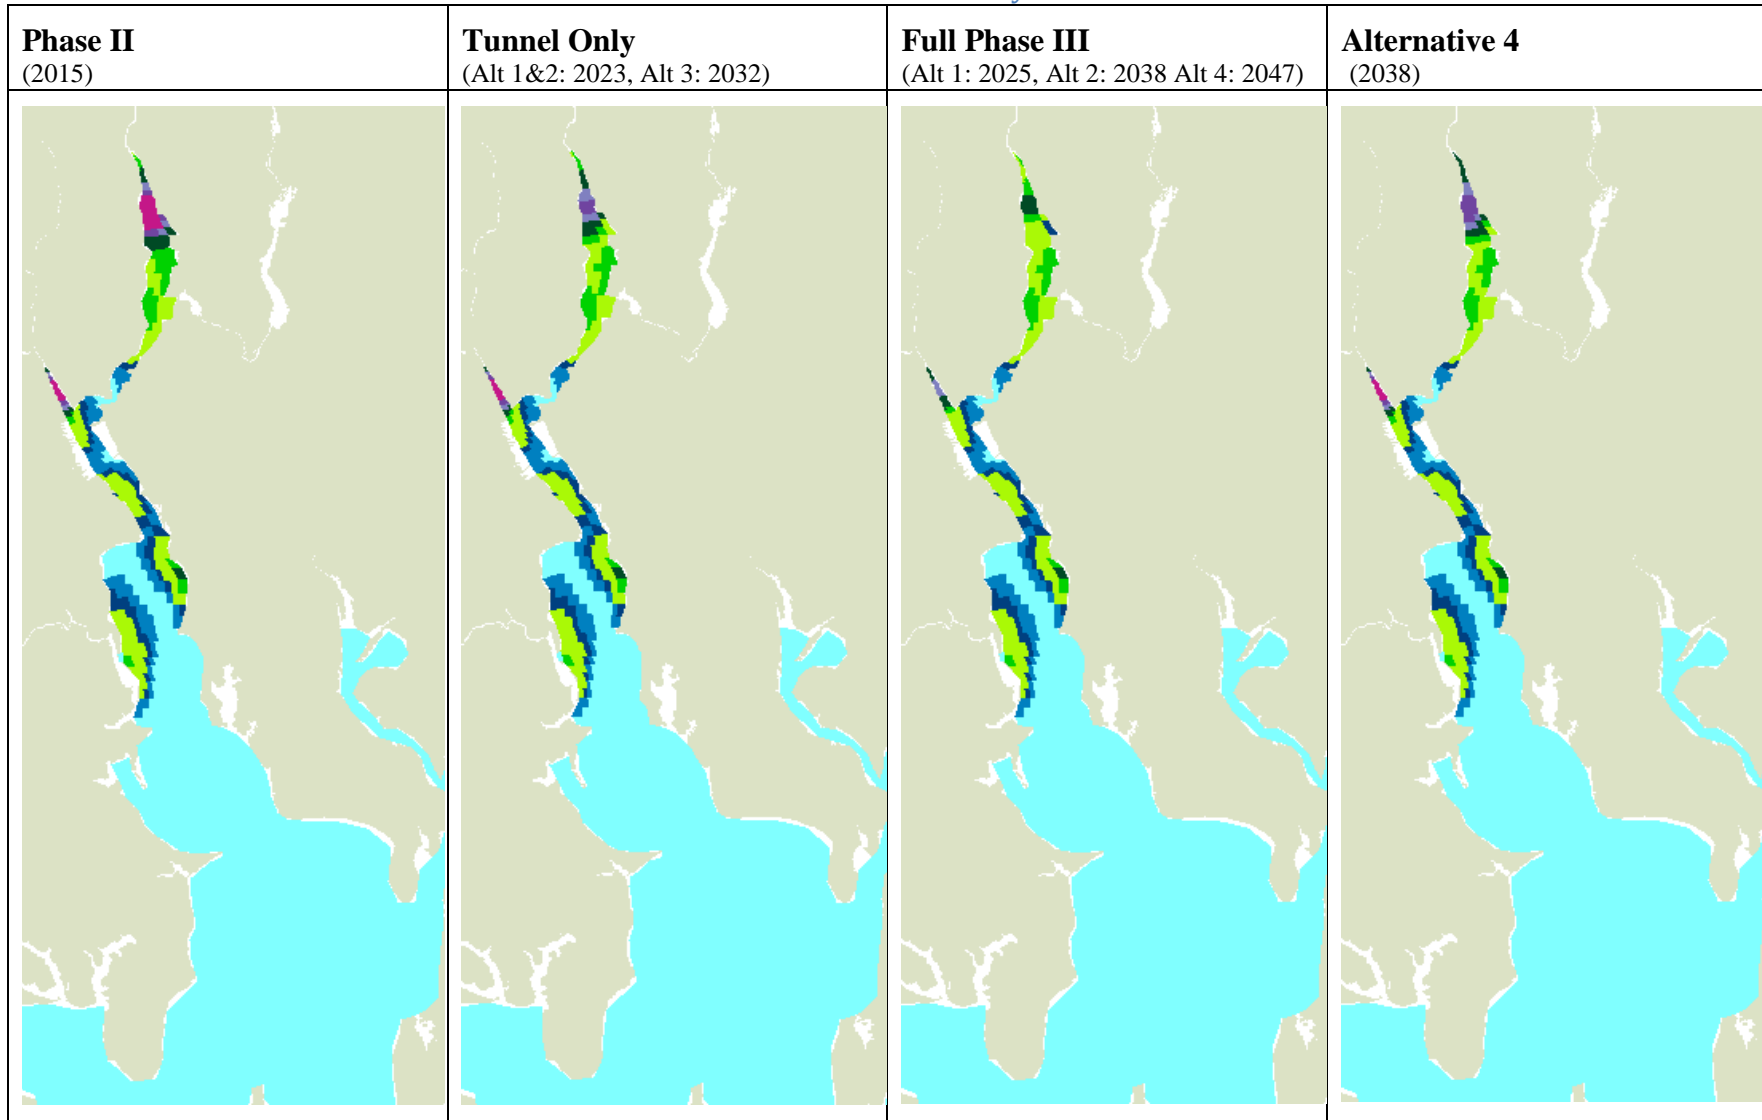 Phase II
(2015)
Tunnel Only
(Alt 1&2: 2023, Alt 3: 2032)
Full Phase III
(Alt 1: 2025, Alt 2: 2038 Alt 4: 2047)
Alternative 4
(2038)